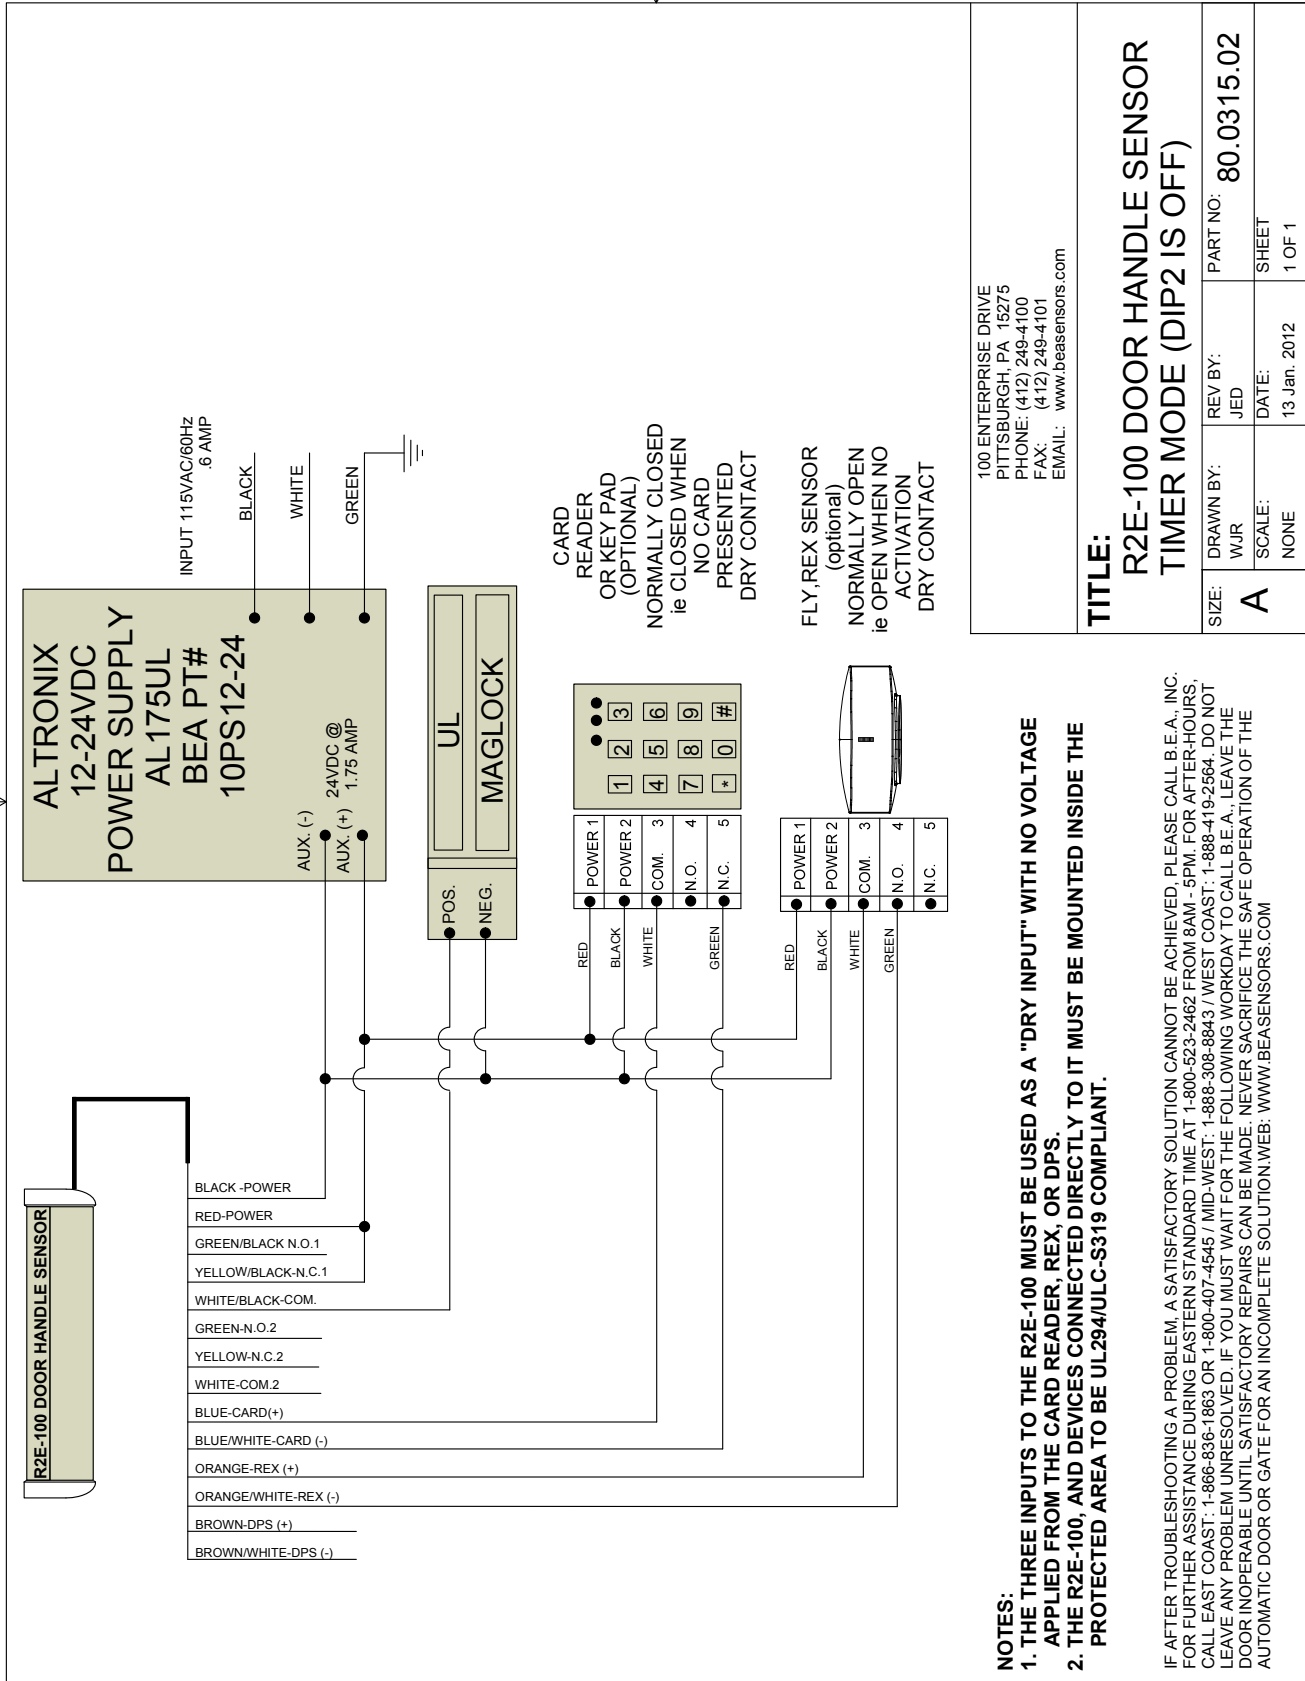 ALTRONIX
12-24VDC
POWER SUPPLY
AL175UL
BEA PT#
10PS12-24
24VDC @
1.75 AMP
AUX. (-)
AUX. (+)
INPUT 115VAC/60Hz
.6 AMP
BLACK
WHITE
GREEN
UL
MAGLOCK
POS.
NEG.
CARD
READER
OR KEY PAD
(OPTIONAL)
NORMALLY CLOSED
ie CLOSED WHEN
NO CARD
PRESENTED
DRY CONTACT
1 2 3
4 5 6
7 8 9
* 0 #
POWER 1
POWER 2
COM. 3
N.O. 4
N.C. 5
RED
BLACK
WHITE
GREEN
FLY,REX SENSOR
(optional)
NORMALLY OPEN
ie OPEN WHEN NO
ACTIVATION
DRY CONTACT
POWER 1
POWER 2
COM. 3
N.O. 4
N.C. 5
RED
BLACK
WHITE
GREEN
R2E-100 DOOR HANDLE SENSOR
BLACK -POWER
RED-POWER
GREEN/BLACK N.O.1
YELLOW/BLACK-N.C.1
WHITE/BLACK-COM.
GREEN-N.O.2
YELLOW-N.C.2
WHITE-COM.2
BLUE-CARD(+)
BLUE/WHITE-CARD (-)
ORANGE-REX (+)
ORANGE/WHITE-REX (-)
BROWN-DPS (+)
BROWN/WHITE-DPS (-)
NOTES:
1. THE THREE INPUTS TO THE R2E-100 MUST BE USED AS A "DRY INPUT" WITH NO VOLTAGE
APPLIED FROM THE CARD READER, REX, OR DPS.
2. THE R2E-100, AND DEVICES CONNECTED DIRECTLY TO IT MUST BE MOUNTED INSIDE THE
PROTECTED AREA TO BE UL294/ULC-S319 COMPLIANT.
IF AFTER TROUBLESHOOTING A PROBLEM, A SATISFACTORY SOLUTION CANNOT BE ACHIEVED, PLEASE CALL B.E.A., INC.
FOR FURTHER ASSISTANCE DURING EASTERN STANDARD TIME AT 1-800-523-2462 FROM 8AM - 5PM. FOR AFTER-HOURS,
CALL EAST COAST: 1-866-836-1863 OR 1-800-407-4545 / MID-WEST: 1-888-308-8843 / WEST COAST: 1-888-419-2564. DO NOT
LEAVE ANY PROBLEM UNRESOLVED. IF YOU MUST WAIT FOR THE FOLLOWING WORKDAY TO CALL B.E.A., LEAVE THE
DOOR INOPERABLE UNTIL SATISFACTORY REPAIRS CAN BE MADE. NEVER SACRIFICE THE SAFE OPERATION OF THE
AUTOMATIC DOOR OR GATE FOR AN INCOMPLETE SOLUTION.WEB: WWW.BEASENSORS.COM
100 ENTERPRISE DRIVE
PITTSBURGH, PA 15275
PHONE: (412) 249-4100
FAX: (412) 249-4101
EMAIL: www.beasensors.com
TITLE:
R2E-100 DOOR HANDLE SENSOR
TIMER MODE (DIP2 IS OFF)
SIZE:
A
DRAWN BY:
WJR
REV BY:
JED
PART NO:
80.0315.02
SCALE:
NONE
DATE:
13 Jan. 2012
SHEET
1 OF 1